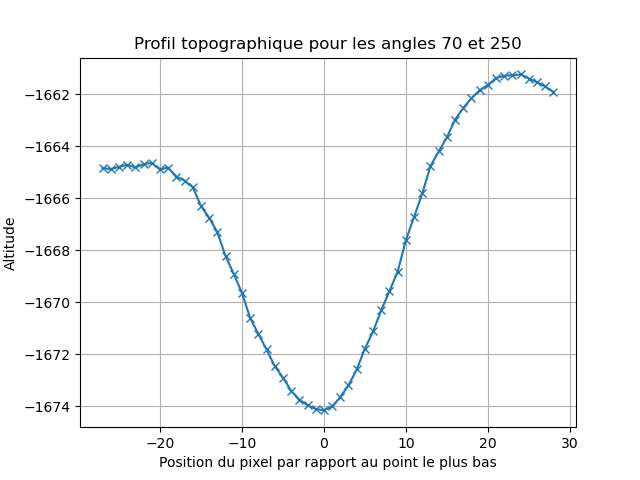 Profil topographique pour les angles 70 et 250
Altitude
−1662
−1664
−1666
−1668
−1670
−1672
−1674
−20 −10 0 10 20 30
Position du pixel par rapport au point le plus bas